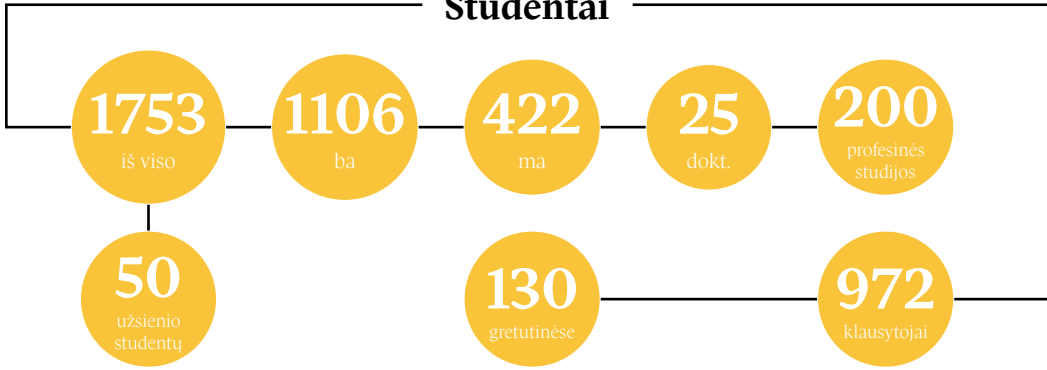 Studentai
1753
iš viso
1106
ba
422
ma
25
dokt.
200
profesinės
studijos
50
užsienio
studentų
130
gretutinėse
972
klausytojai